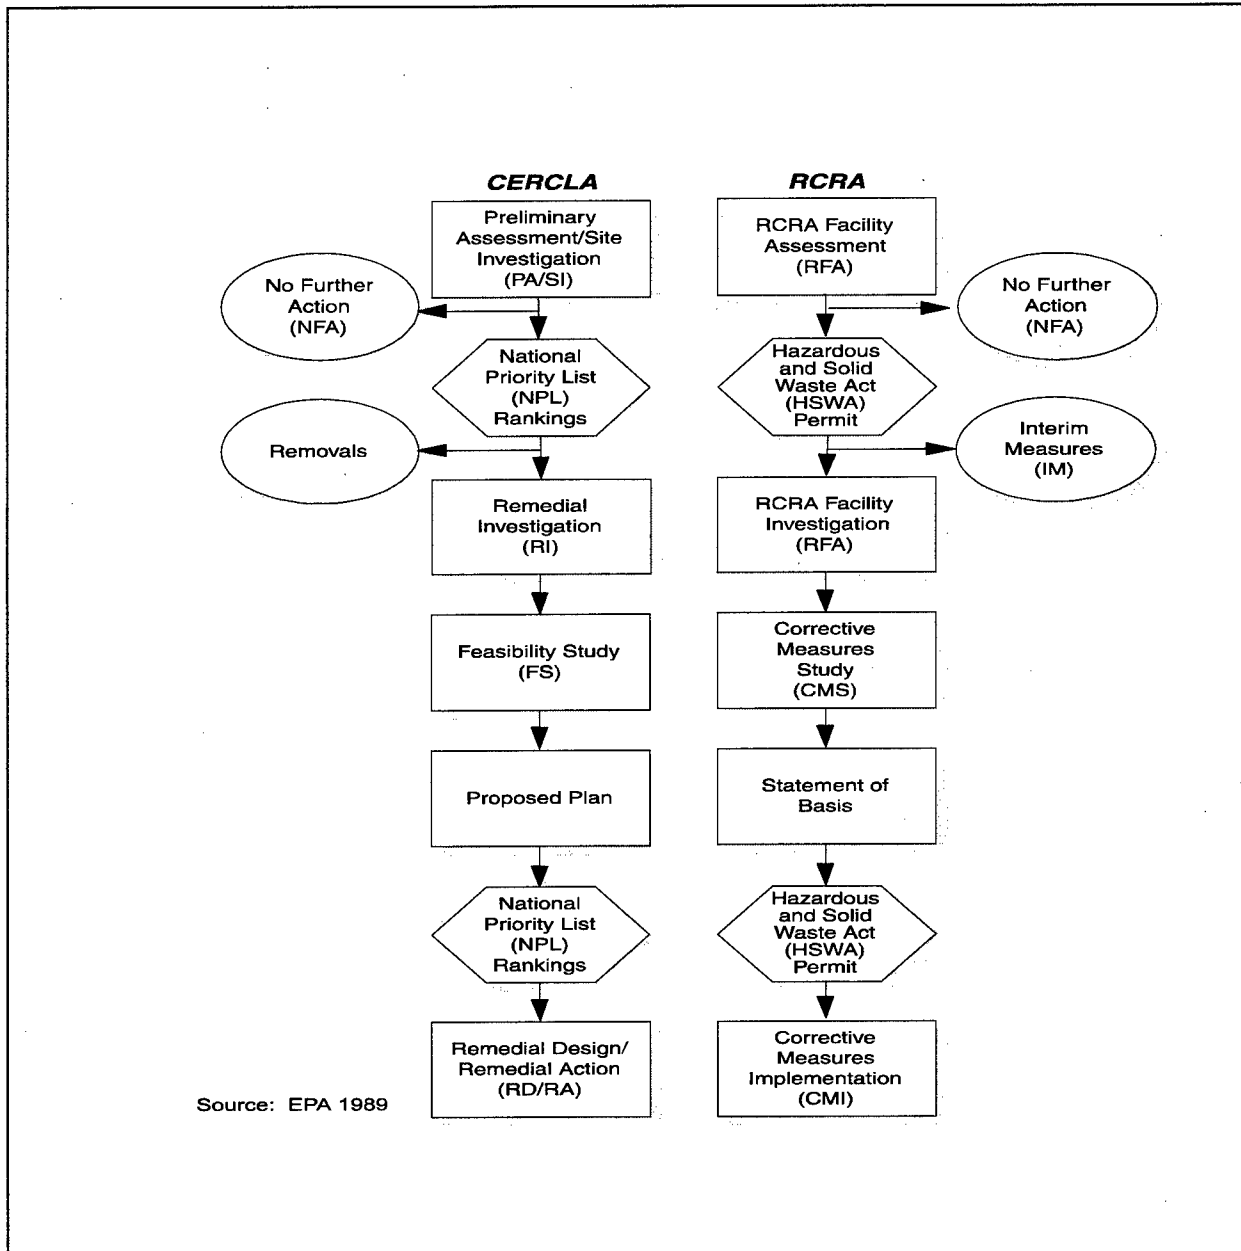 CERCLA
Preliminary
Assessment/Site
Investigation
(PA/SI)
No Further
Action
(NFA)
National
Priority List
(NPL)
Rankings
Removals
Remedial
Investigation
(RI)
Feasibility Study
(FS)
Proposed Plan
National
Priority List
(NPL)
Rankings
Remedial Design/
Remedial Action
(RD/RA)
RCRA
RCRA Facility
Assessment
(RFA)
No Further
Action
(NFA)
Hazardous
and Solid
Waste Act
(HSWA)
Permit
Interim
Measures
(IM)
RCRA Facility
Investigation
(RFA)
Corrective
Measures
Study
(CMS)
Statement of
Basis
Hazardous
and Solid
Waste Act
(HSWA)
Permit
Corrective
Measures
Implementation
(CMI)
Source: EPA 1989